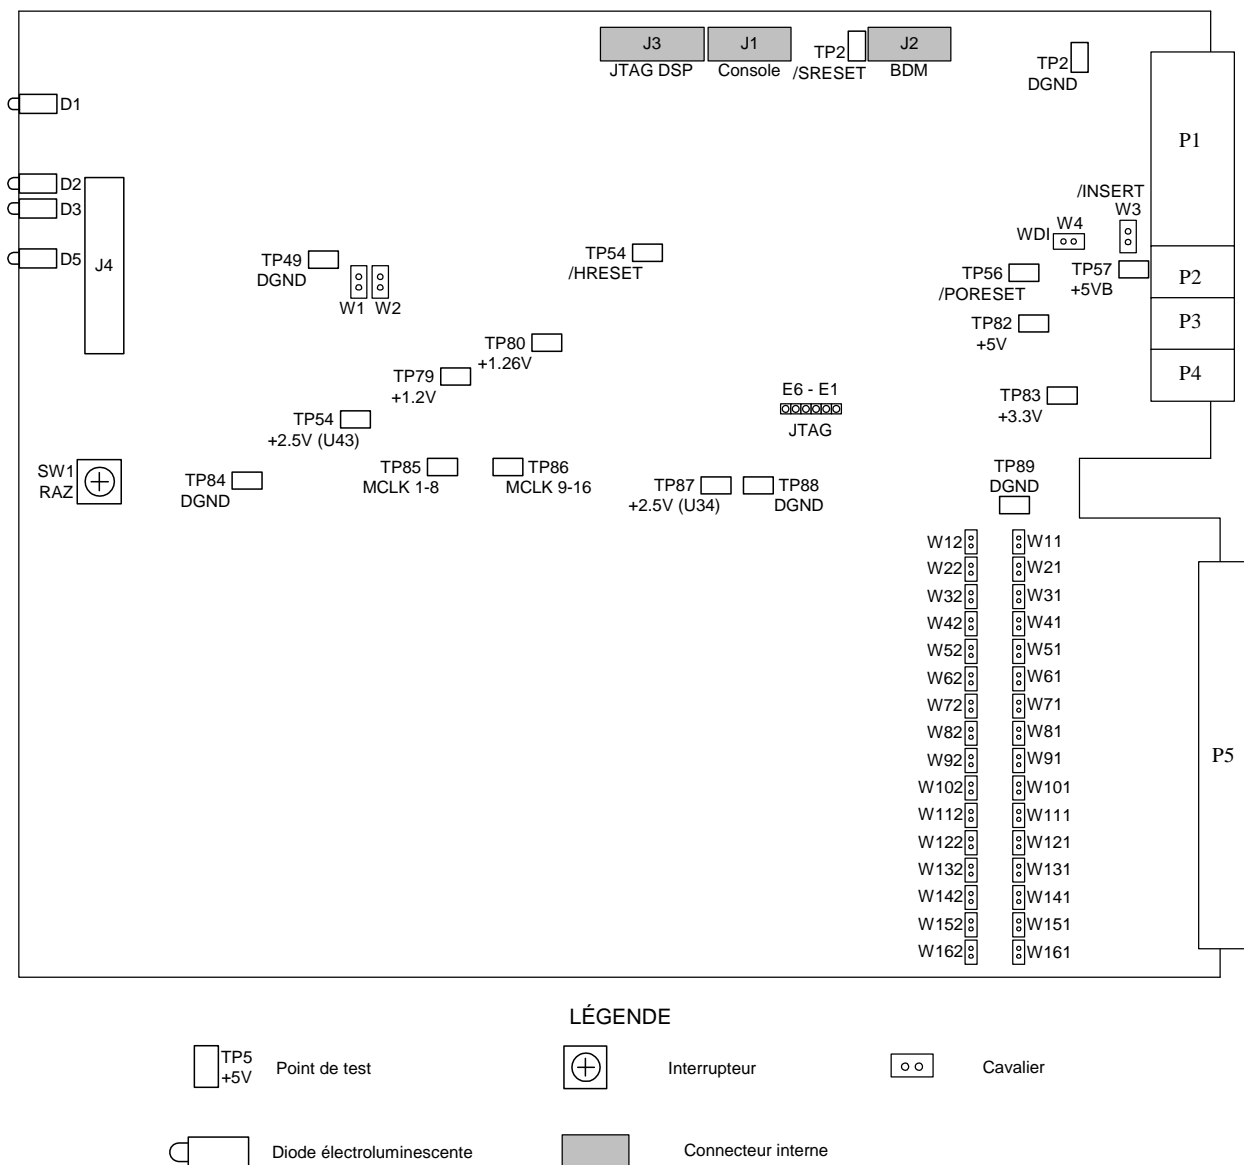 J3
JTAG DSP
J1
Console
TP2
/SRESET
J2
BDM
TP2
DGND
D1
P1
D2
D3
/INSERT
W3
W4
WDI
D5
J4
TP49
DGND
W1 W2
TP54
/HRESET
TP56
/PORESET
TP57
+5VB
P2
TP82
+5V
P3
TP80
+1.26V
TP79
+1.2V
P4
E6 - E1
JTAG
TP83
+3.3V
TP54
+2.5V (U43)
SW1
RAZ
TP84
DGND
TP85
MCLK 1-8
TP86
MCLK 9-16
TP87
+2.5V (U34)
TP88
DGND
TP89
DGND
W12 W11
W22 W21
W32 W31
W42 W41
W52 W51
W62 W61
W72 W71
W82 W81
W92 W91
W102 W101
W112 W111
W122 W121
W132 W131
W142 W141
W152 W151
W162 W161
P5
LÉGENDE
TP5
+5V
Point de test
Interrupteur
Cavalier
Diode électroluminescente
Connecteur interne